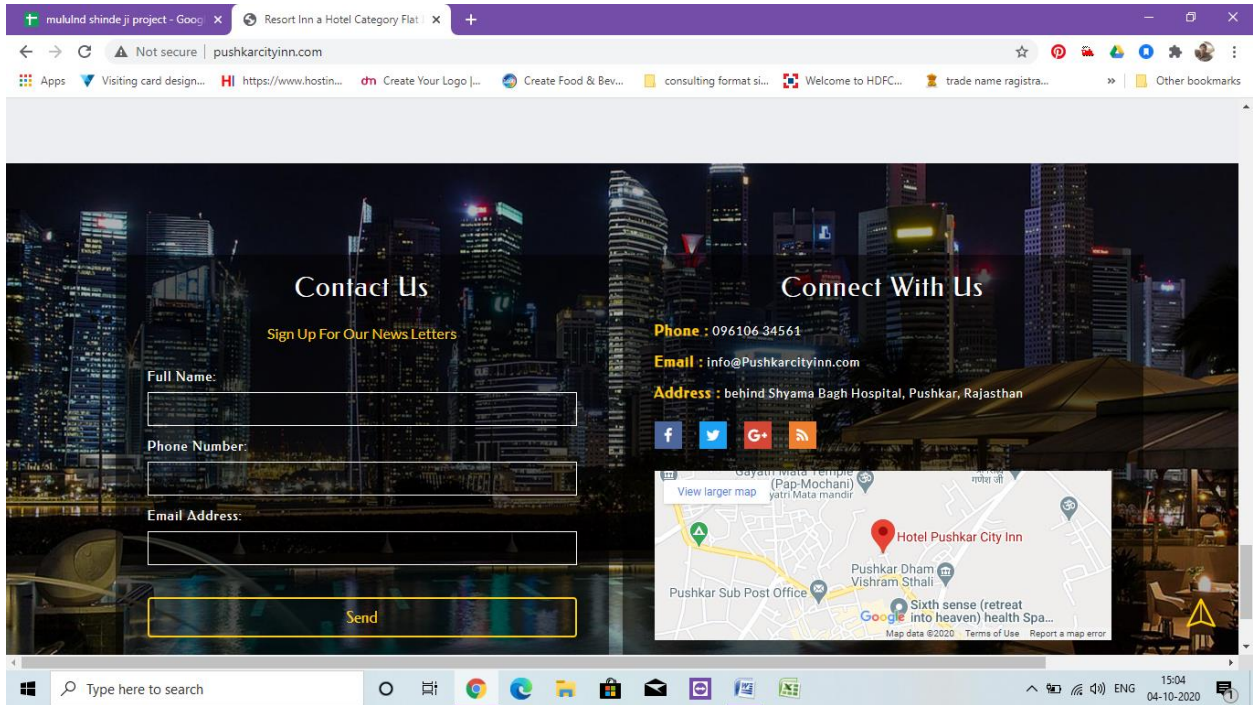 mululnd shinde ji project - Goog
Resort Inn a Hotel Category Flat
Not secure | pushkarcityinn.com
Apps
Visiting card design...
https://www.hostin...
Create Your Logo |...
Create Food & Bev...
consulting format si...
Welcome to HDFC...
trade name ragistra...
»
Other bookmarks
Contact Us
Sign Up For Our News Letters
Full Name:
Phone Number:
Email Address:
Send
Connect With Us
Phone : 096106 34561
Email : info@Pushkarcityinn.com
Address : behind Shyama Bagh Hospital, Pushkar, Rajasthan
View larger map
Gayatri Mata Temple
(Pap-Mochani)
yatri Mata mandir
गणेश जी
Hotel Pushkar City Inn
Pushkar Dham
Vishram Sthali
Pushkar Sub Post Office
Sixth sense (retreat
into heaven) health Spa...
Google
Map data ©2020
Terms of Use
Report a map error
Type here to search
ENG
15:04
04-10-2020
1